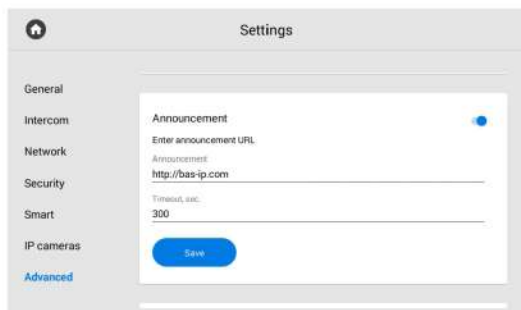 Settings
General
Intercom
Network
Security
Smart
IP cameras
Advanced
Announcement
Enter announcement URL
Announcement
http://bas-ip.com
Timeout, sec.
300
Save